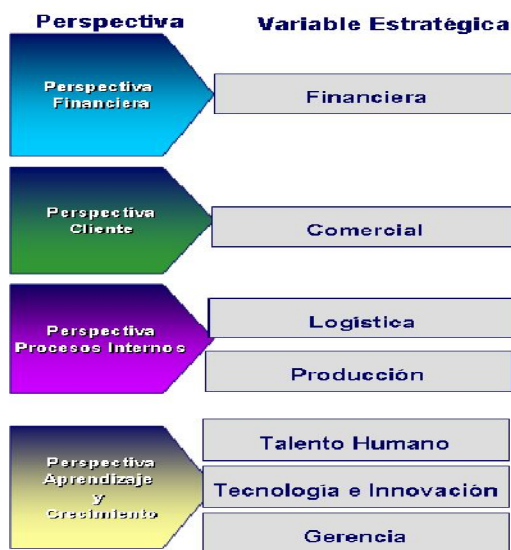 Perspectiva
Variable Estratégica
Perspectiva
Financiera
Financiera
Perspectiva
Cliente
Comercial
Perspectiva
Procesos Internos
Logística
Producción
Perspectiva
Aprendizaje
y
Crecimiento
Talento Humano
Tecnología e Innovación
Gerencia